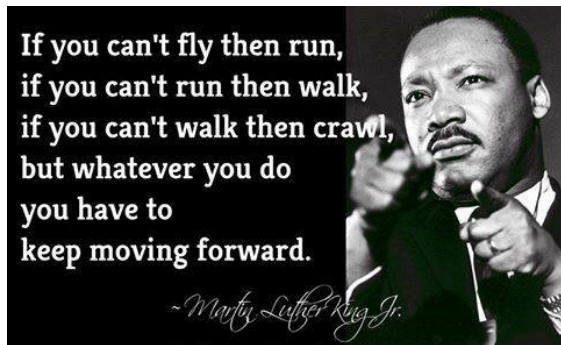 If you can't fly then run,
if you can't run then walk,
if you can't walk then crawl,
but whatever you do
you have to
keep moving forward.
~Martin Luther King Jr.